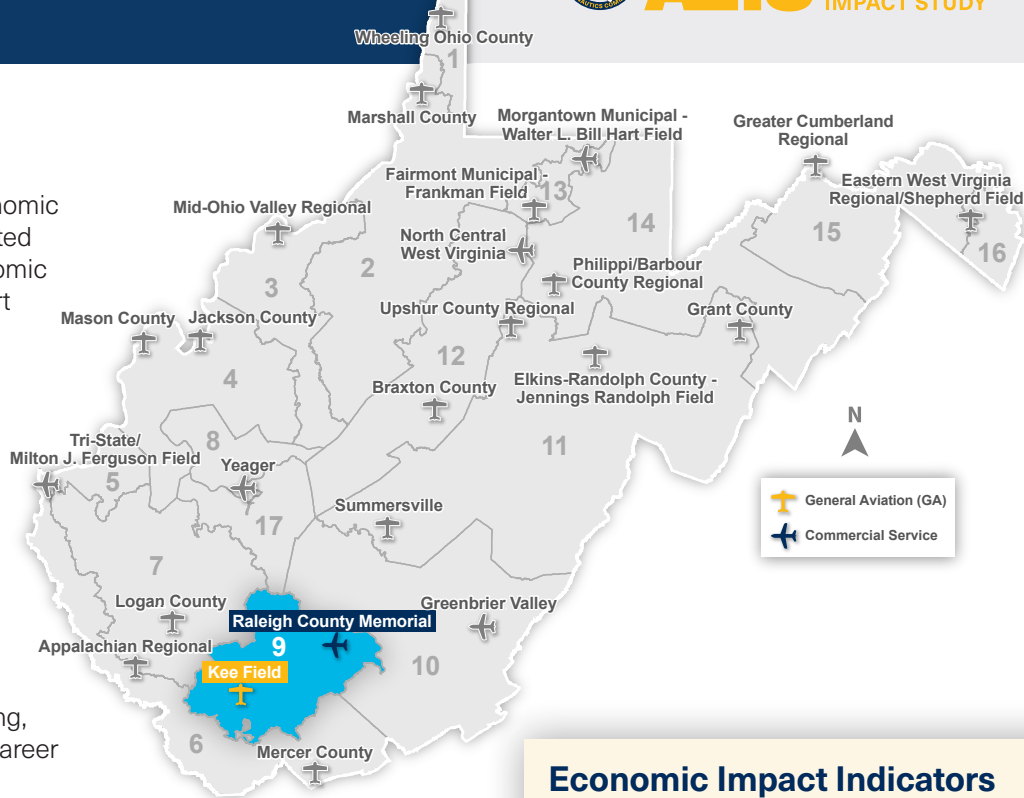 IMPACT STUDY
Wheeling Ohio County
1
Marshall County
Morgantown Municipal -
Walter L. Bill Hart Field
Greater Cumberland
Regional
Fairmont Municipal -
Frankman Field
13
Eastern West Virginia
Regional/Shepherd Field
nomic
Mid-Ohio Valley Regional
14
15
16
North Central
West Virginia
2
3
Philippi/Barbour
County Regional
Mason County
Jackson County
Upshur County Regional
Grant County
12
4
Braxton County
Elkins-Randolph County -
Jennings Randolph Field
N
8
11
Tri-State/
Milton J. Ferguson Field
5
Yeager
General Aviation (GA)
Commercial Service
Summersville
17
7
Logan County
Raleigh County Memorial
Greenbrier Valley
Appalachian Regional
9
10
Kee Field
ng,
6
Mercer County
Economic Impact Indicators